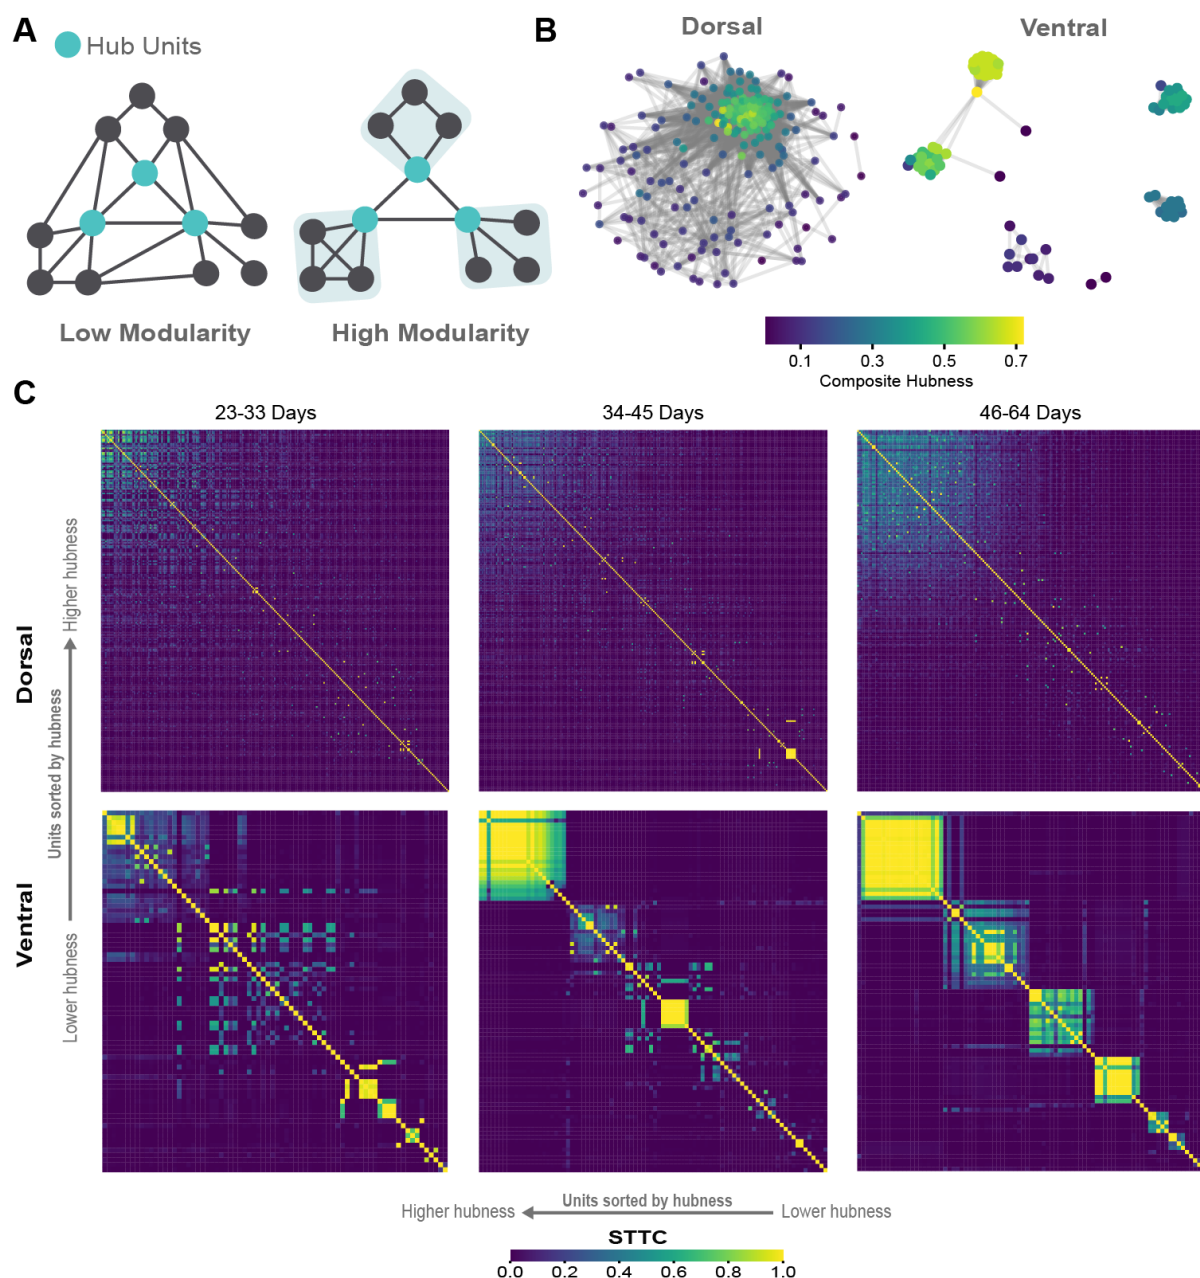 A
Hub Units
Low Modularity
High Modularity
B
Dorsal
Ventral
0.1 0.3 0.5 0.7
Composite Hubness
C
23-33 Days
34-45 Days
46-64 Days
Dorsal
Ventral
Higher hubness
Units sorted by hubness
Lower hubness
Higher hubness
Units sorted by hubness
Lower hubness
STTC
0.0 0.2 0.4 0.6 0.8 1.0